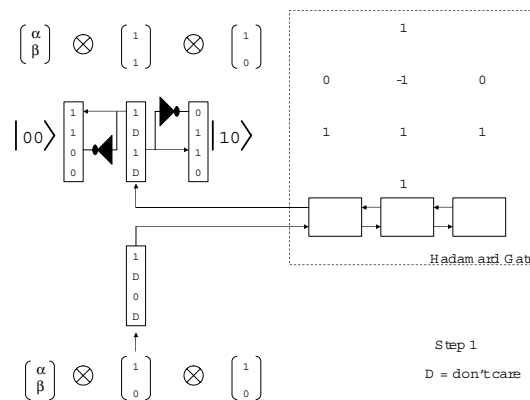 1
α 1 1
β ⊗ 1 ⊗ 0
0 -1 0
1 1 0
|00> 1 D 1 |10>
0 1 1
0 D 0
1 1 1
1
Hadamard Gat
1
D
0
D
Step 1
α 1 1
β ⊗ 0 ⊗ 0
D = don't care